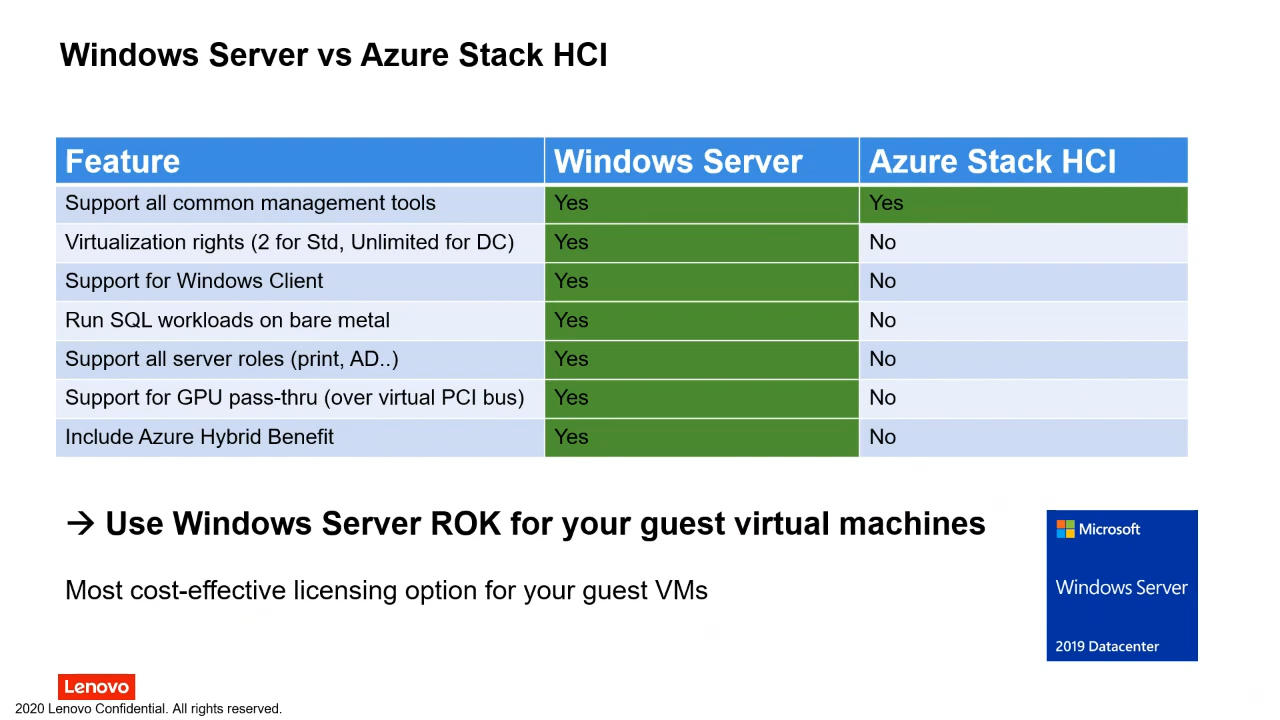 Windows Server vs Azure Stack HCI
Feature Windows Server Azure Stack HCI
Support all common management tools Yes Yes
Virtualization rights (2 for Std, Unlimited for DC) Yes No
Support for Windows Client Yes No
Run SQL workloads on bare metal Yes No
Support all server roles (print, AD..) Yes No
Support for GPU pass-thru (over virtual PCI bus) Yes No
Include Azure Hybrid Benefit Yes No
→ Use Windows Server ROK for your guest virtual machines
Most cost-effective licensing option for your guest VMs
Microsoft
Windows Server
2019 Datacenter
Lenovo
2020 Lenovo Confidential. All rights reserved.